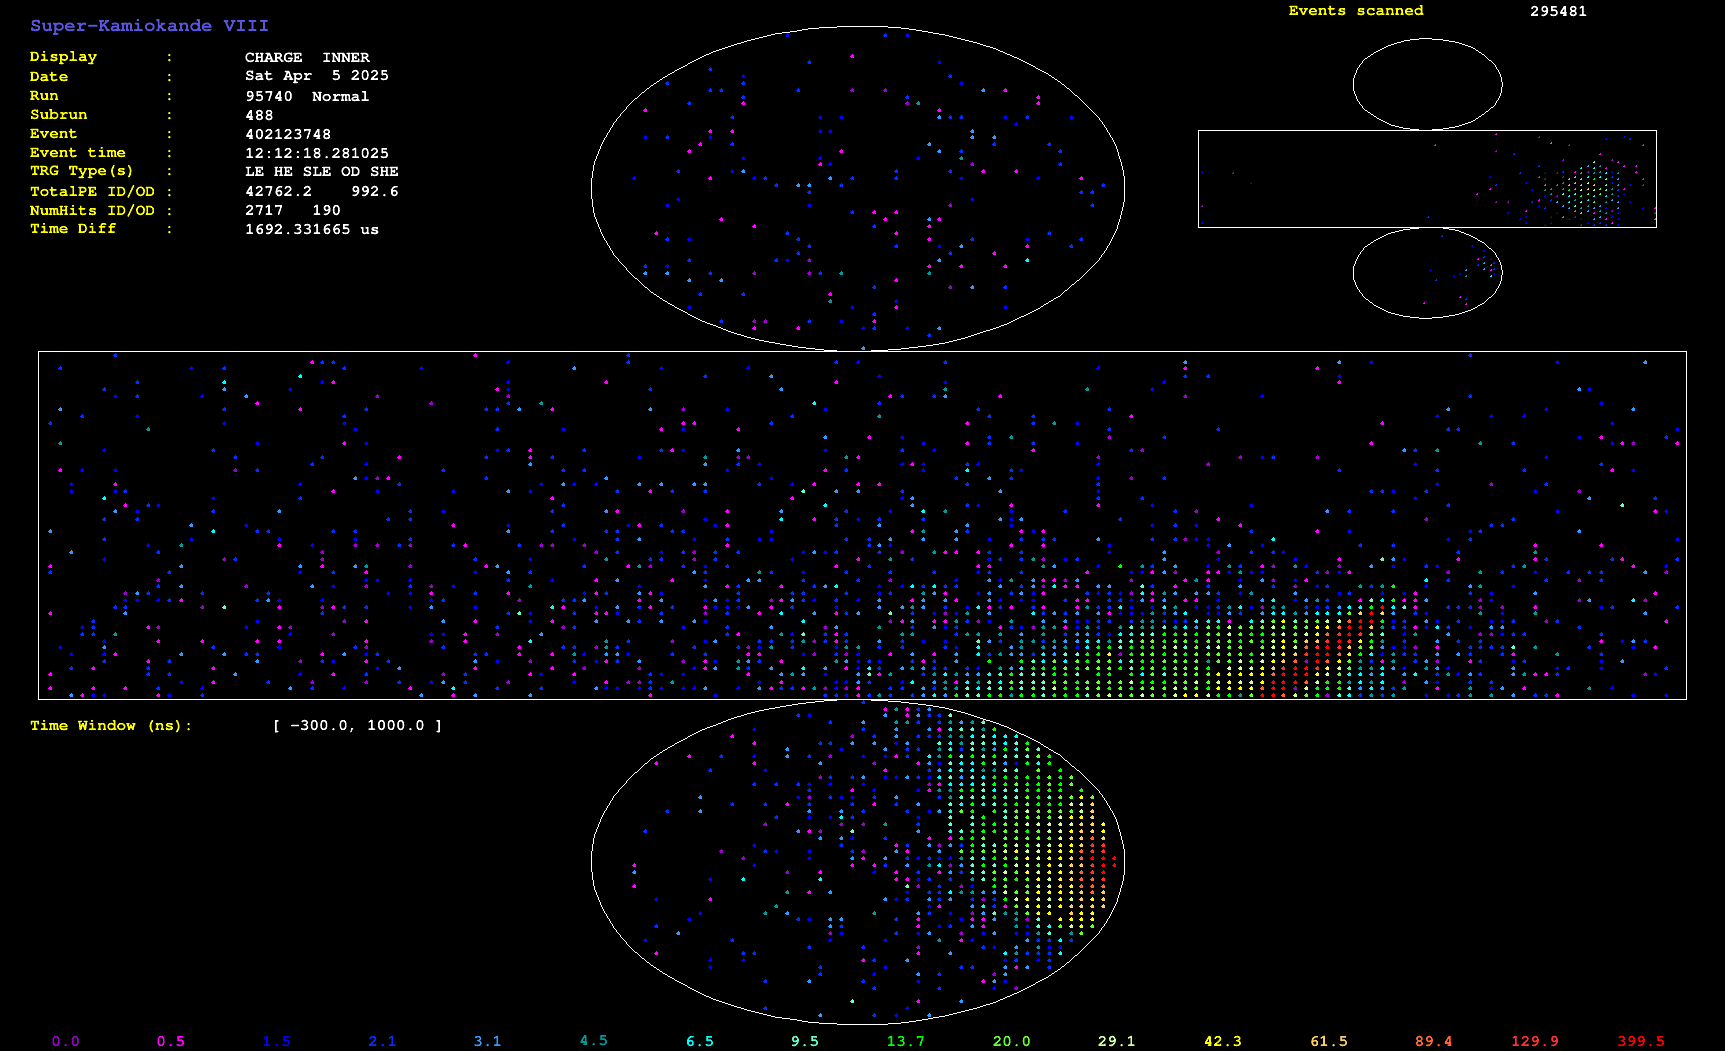 Super-Kamiokande VIII
Events scanned 295481
Display : CHARGE INNER
Date : Sat Apr 5 2025
Run : 95740 Normal
Subrun : 488
Event : 402123748
Event time : 12:12:18.281025
TRG Type(s) : LE HE SLE OD SHE
TotalPE ID/OD : 42762.2 992.6
NumHits ID/OD : 2717 190
Time Diff : 1692.331665 us
Time Window (ns): [ -300.0, 1000.0 ]
0.0 0.5 1.5 2.1 3.1 4.5 6.5 9.5 13.7 20.0 29.1 42.3 61.5 89.4 129.9 399.5